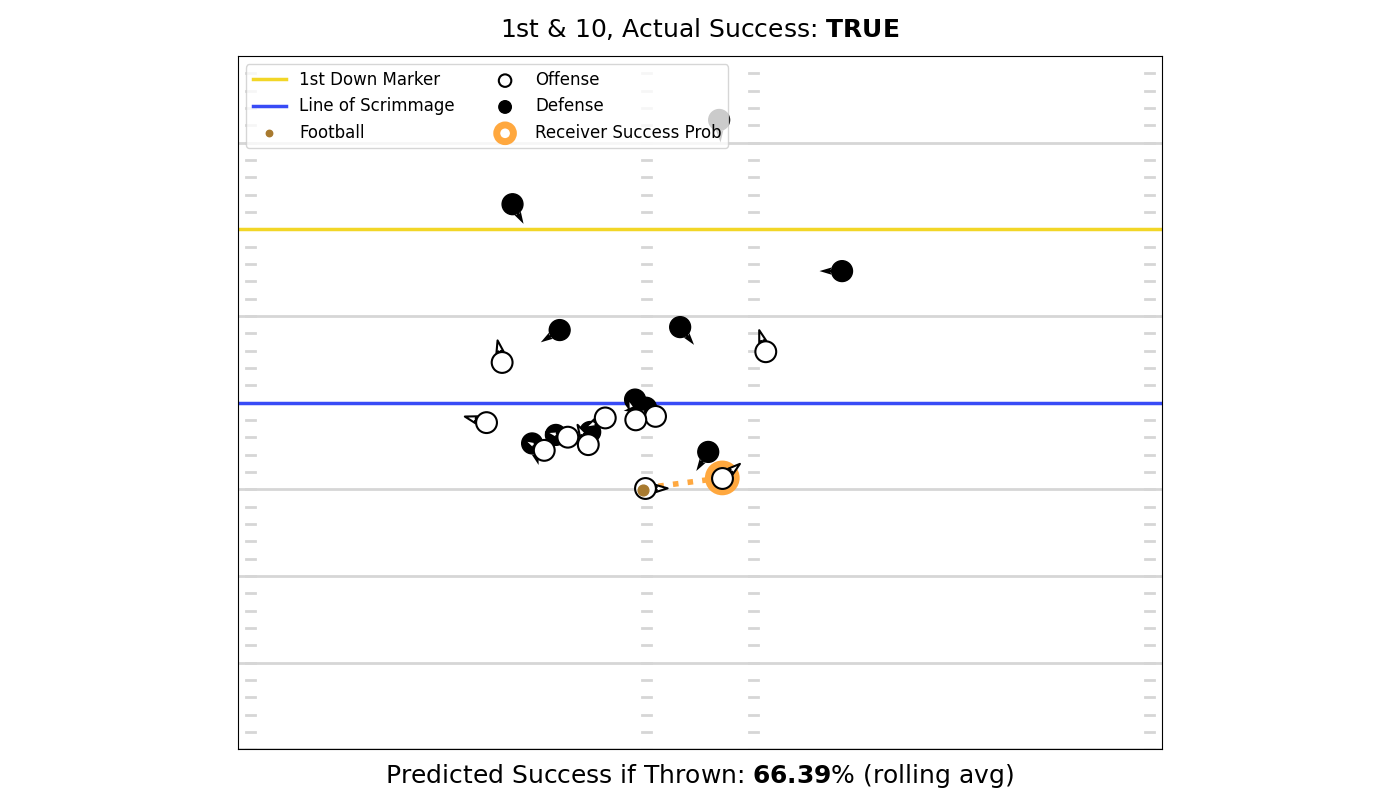 1st & 10, Actual Success: TRUE
1st Down Marker
Line of Scrimmage
Football
Offense
Defense
Receiver Success Prob
Predicted Success if Thrown: 66.39% (rolling avg)